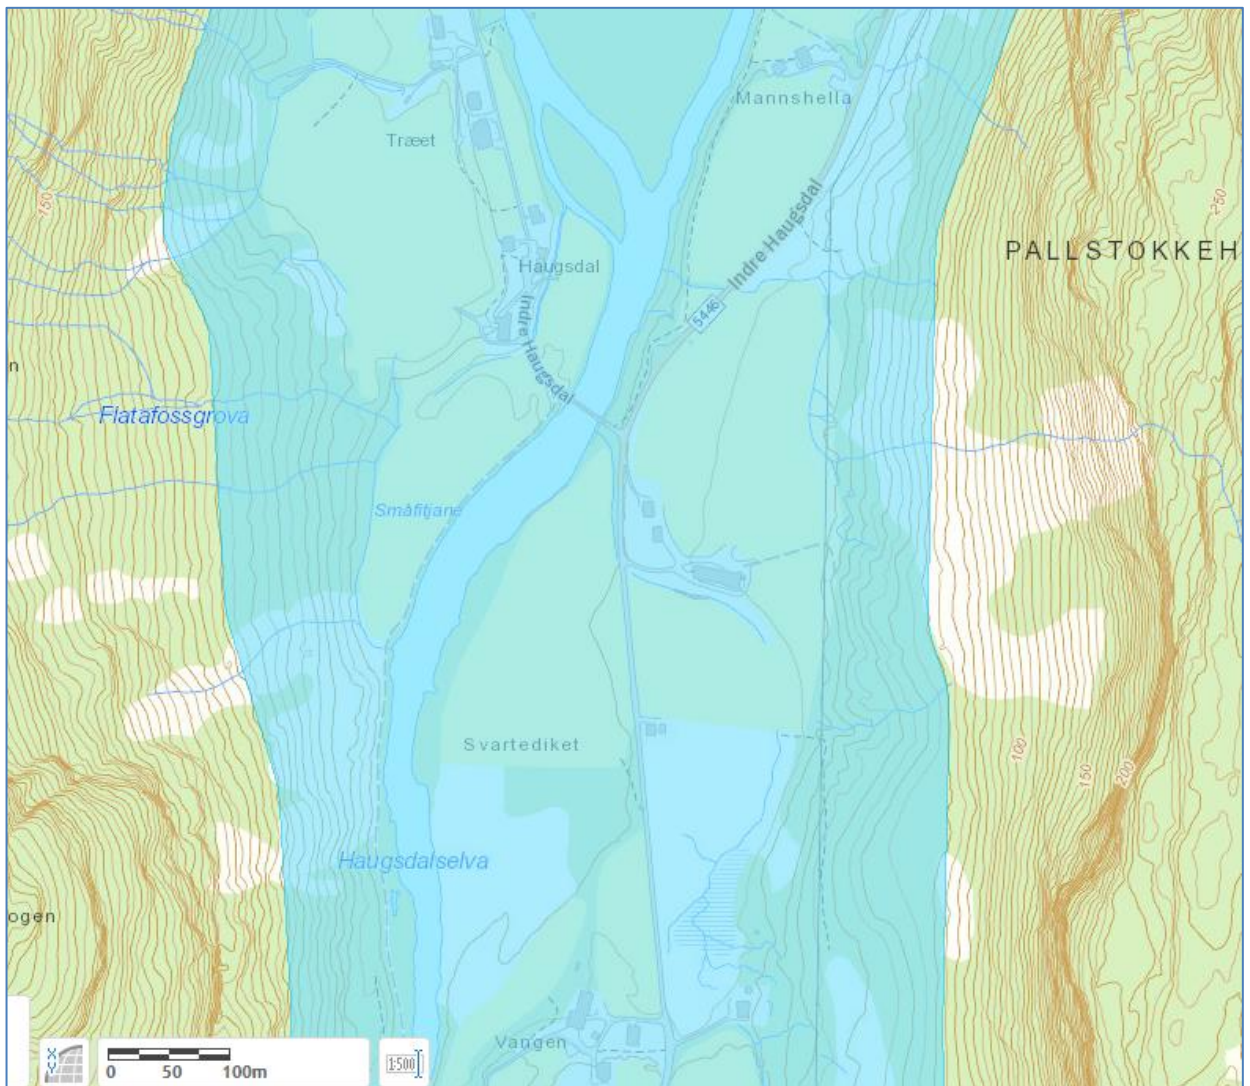 Mannshella
Træet
150
250
Indre Haugsdal
PALLSTOKKEH
Haugsdal
5446
Indre Haugsdal
n
Flatafossgrova
Småfitjane
Svartediket
100
150
200
Haugsdalselva
ogen
Vangen
X
Y
0 50 100m
1:500